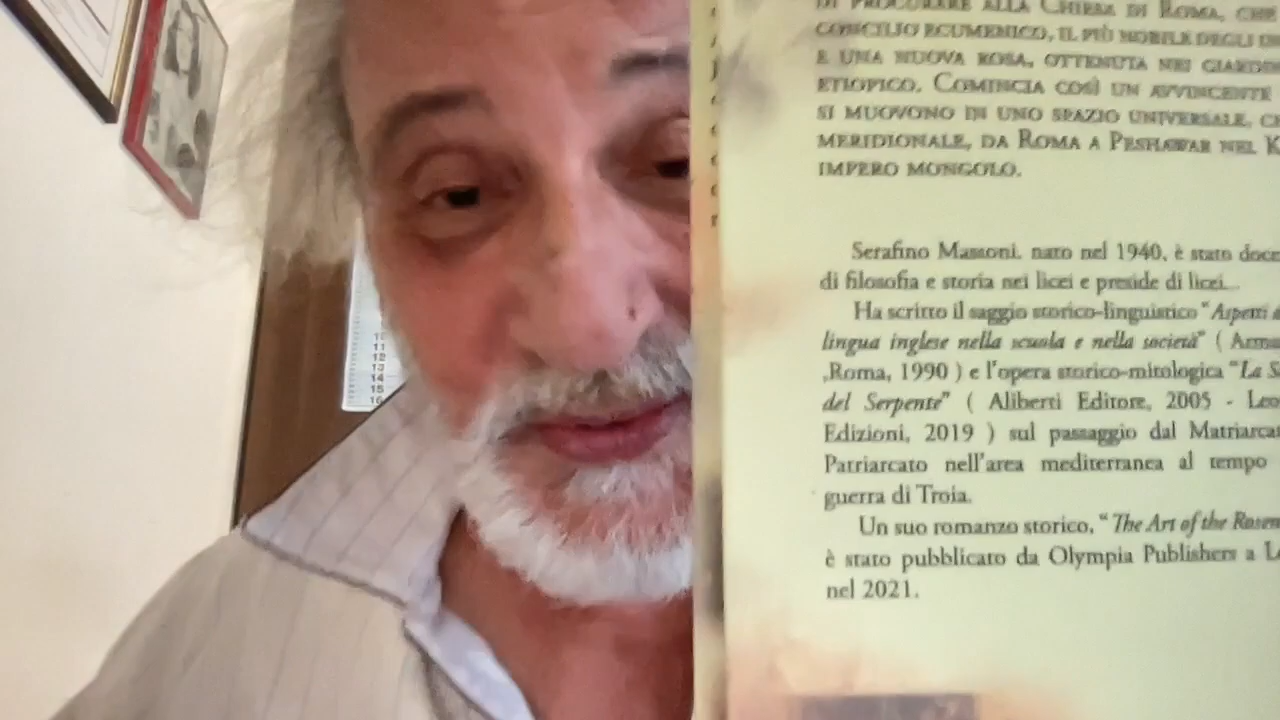 DI PROCURARE ALLA CHIESA DI ROMA, CHE
CONCILIO ECUMENICO, IL PIÙ NOBILE DEGLI
E UNA NUOVA ROSA, OTTENUTA NEI
ETIOPICO. COMINCIA COSÌ UN AVVINCENTE
SI MUOVONO IN UNO SPAZIO UNIVERSALE,
MERIDIONALE, DA ROMA A PESHAWAR NEL
IMPERO MONGOLO.
Serafino Massoni. nato nel 1940, è stato
di filosofia e storia nei licei e preside di licei...
Ha scritto il saggio storico-linguistico "Aspetti
lingua inglese nella scuola e nella società" (
,Roma, 1990 ) e l'opera storico-mitologica "La
del Serpente" ( Aliberti Editore, 2005 -
Edizioni, 2019 ) sul passaggio dal
Patriarcato nell'area mediterranea al tempo
guerra di Troia.
Un suo romanzo storico, "The Art of the
è stato pubblicato da Olympia Publishers a
nel 2021.
11
12
13
14
15